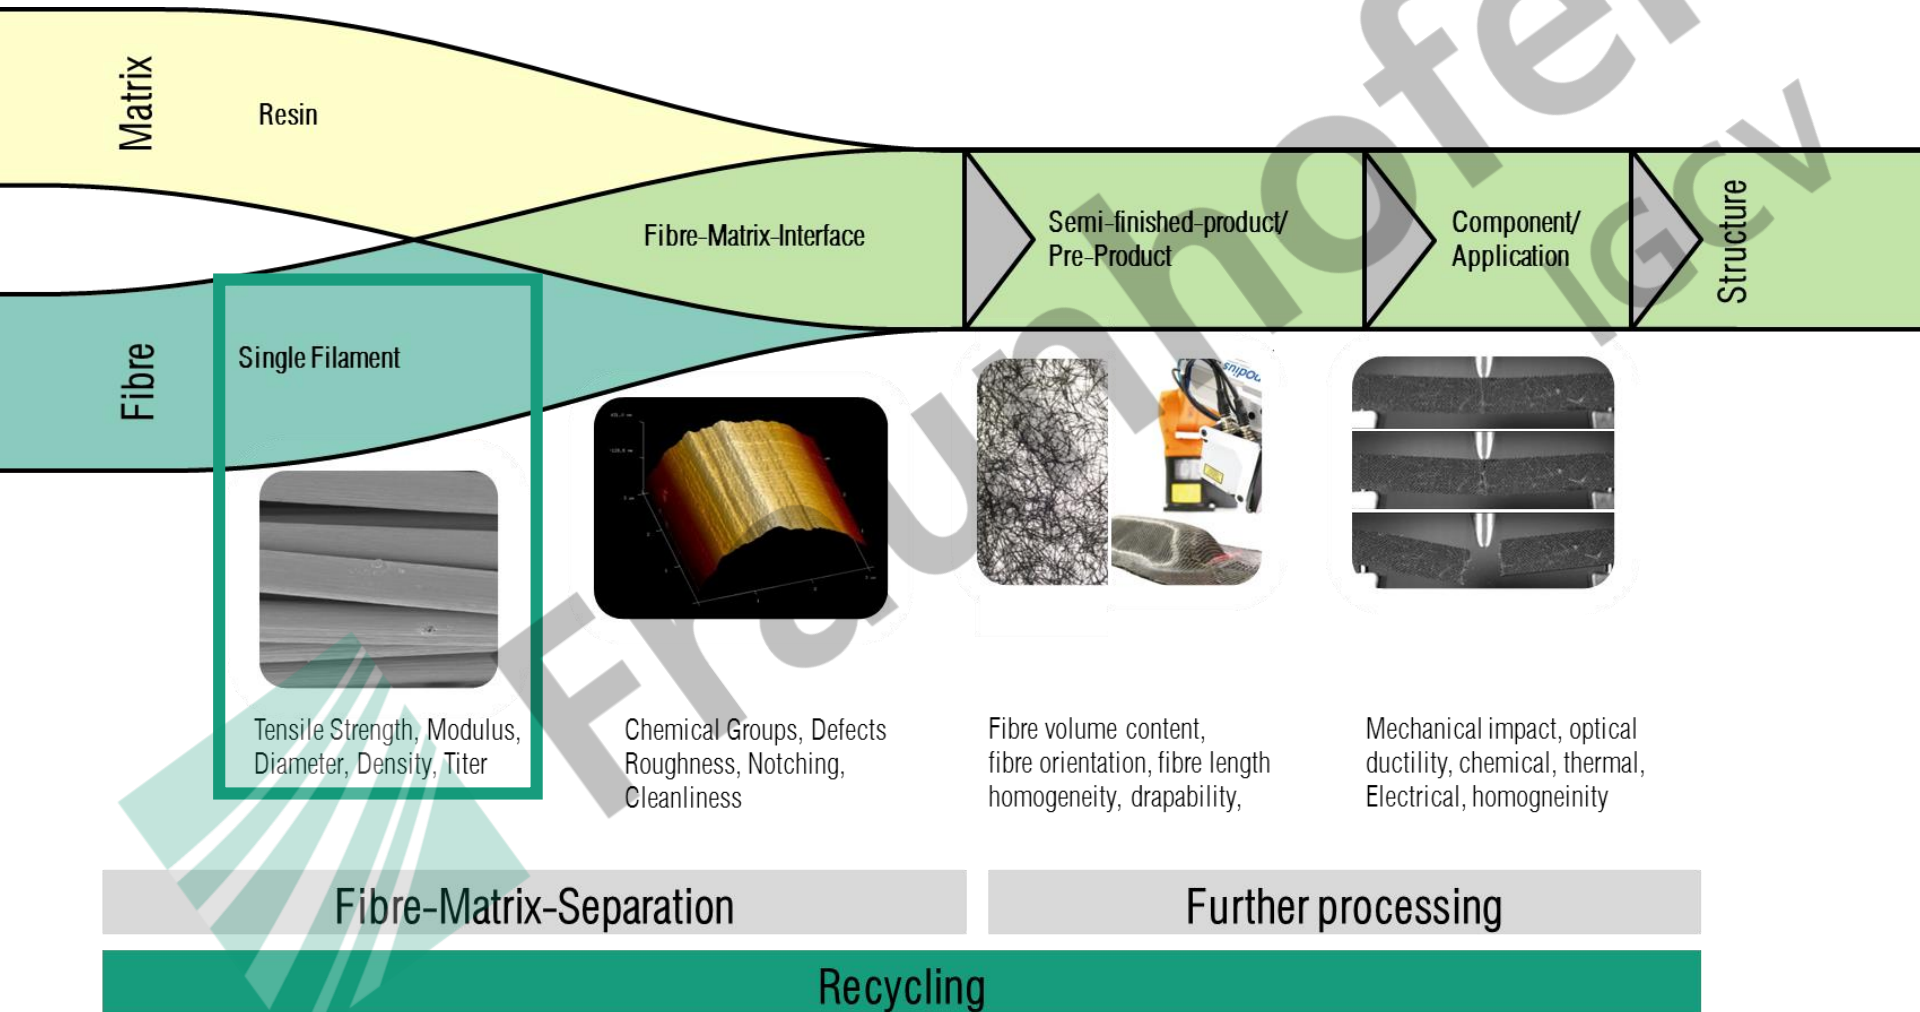 Matrix
Resin
Fibre-Matrix-Interface
Semi-finished-product/
Pre-Product
Component/
Application
Structure
Fibre
Single Filament
Tensile Strength, Modulus,
Diameter, Density, Titer
Chemical Groups, Defects
Roughness, Notching,
Cleanliness
Fibre volume content,
fibre orientation, fibre length
homogeneity, drapability,
Mechanical impact, optical
ductility, chemical, thermal,
Electrical, homogneinity
Fibre-Matrix-Separation
Further processing
Recycling
Fraunhofer
IGCV